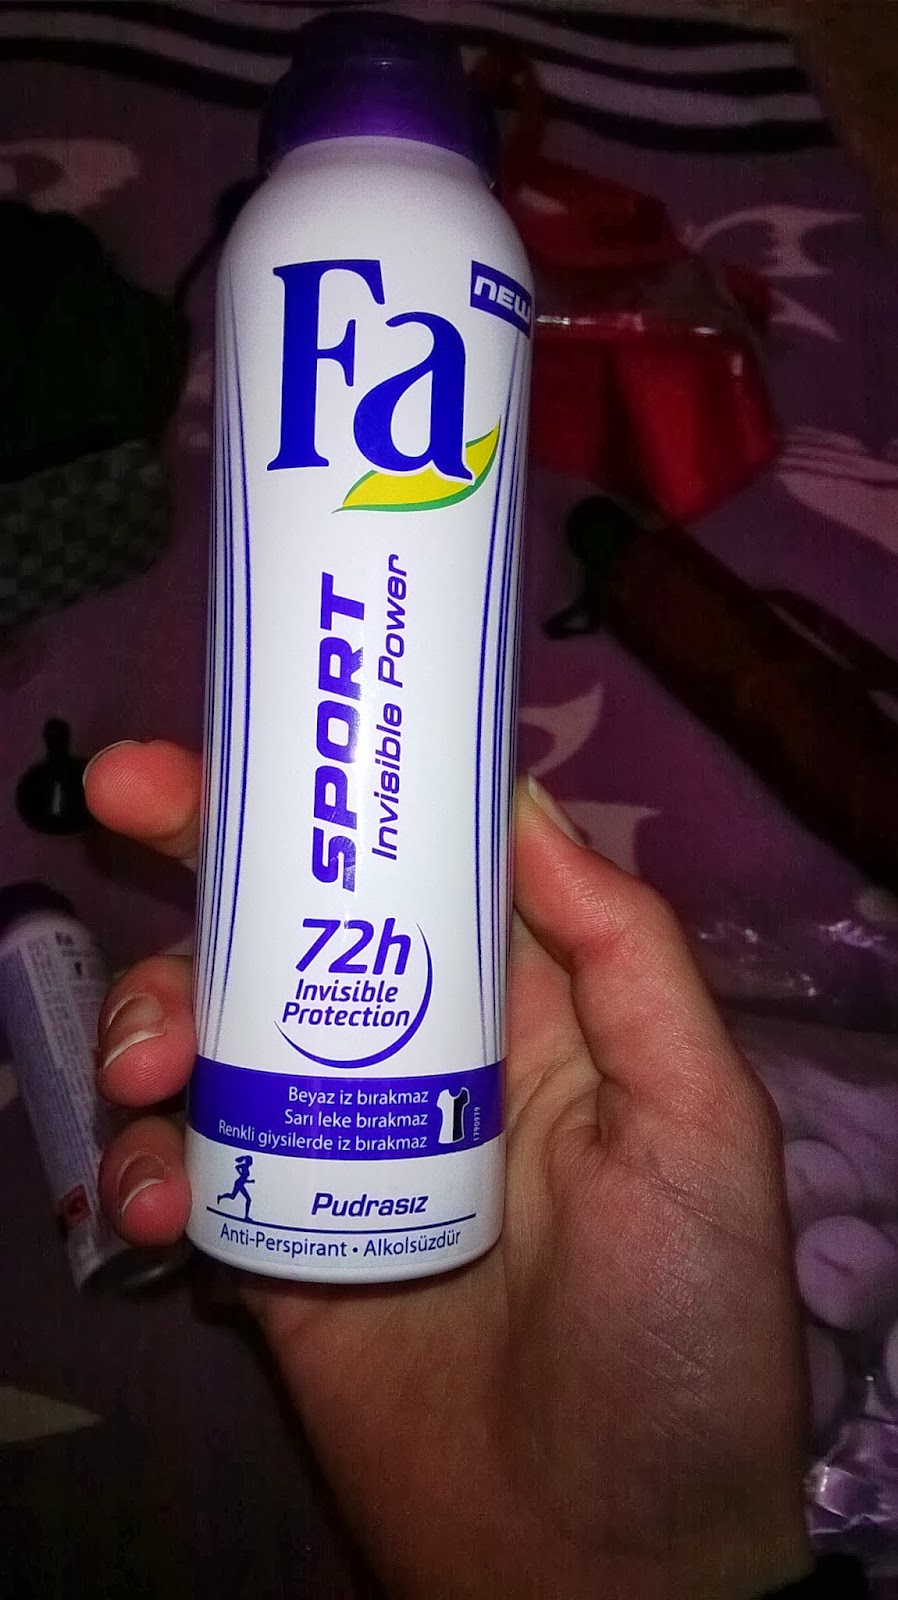 Fa
NEW
SPORT
Invisible Power
72h
Invisible
Protection
Beyaz iz bırakmaz
Sarı leke bırakmaz
Renkli giysilerde iz bırakmaz
1790979
Pudrasız
Anti-Perspirant • Alkolsüzdür